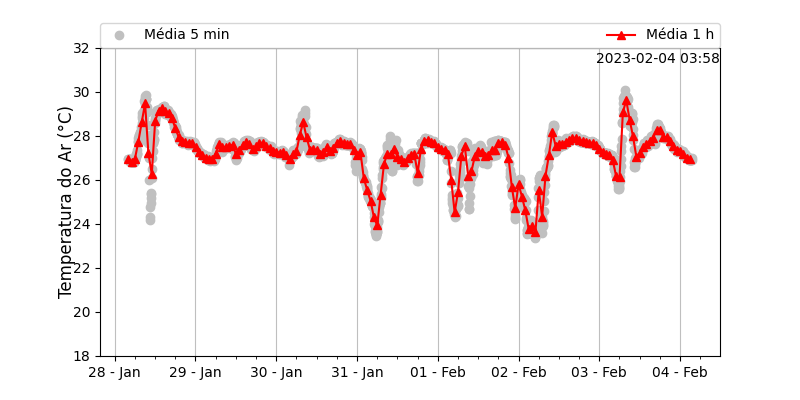 Média 5 min
Média 1 h
2023-02-04 03:58
Temperatura do Ar (°C)
32
30
28
26
24
22
20
18
28 - Jan
29 - Jan
30 - Jan
31 - Jan
01 - Feb
02 - Feb
03 - Feb
04 - Feb